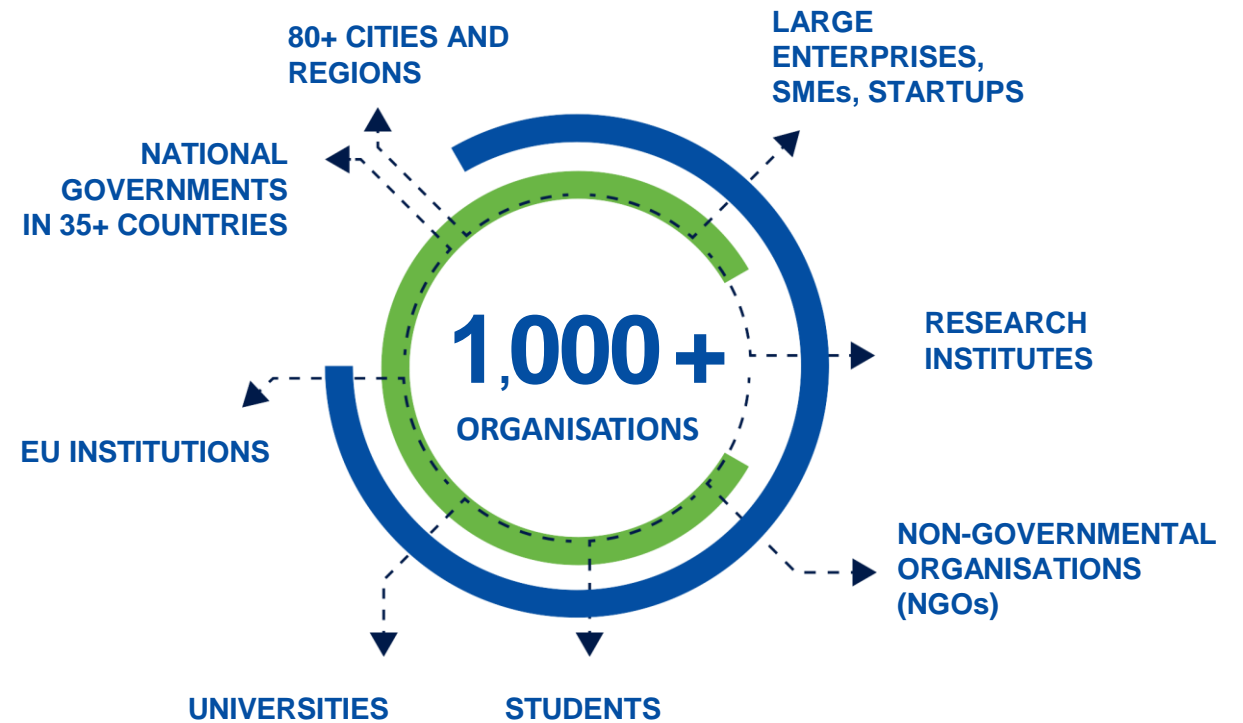 80+ CITIES AND
REGIONS
LARGE
ENTERPRISES,
SMEs, STARTUPS
NATIONAL
GOVERNMENTS
IN 35+ COUNTRIES
1,000 +
ORGANISATIONS
RESEARCH
INSTITUTES
EU INSTITUTIONS
NON-GOVERNMENTAL
ORGANISATIONS
(NGOs)
UNIVERSITIES
STUDENTS